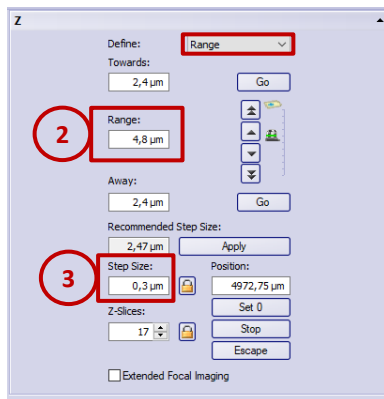 Z
Define: Range
Towards:
2,4 µm Go
2 Range:
4,8 µm
Away:
2,4 µm Go
Recommended Step Size:
2,47 µm Apply
3 Step Size: Position:
0,3 µm 4972,75 µm
Z-Slices: Set 0
17 Stop
Escape
Extended Focal Imaging